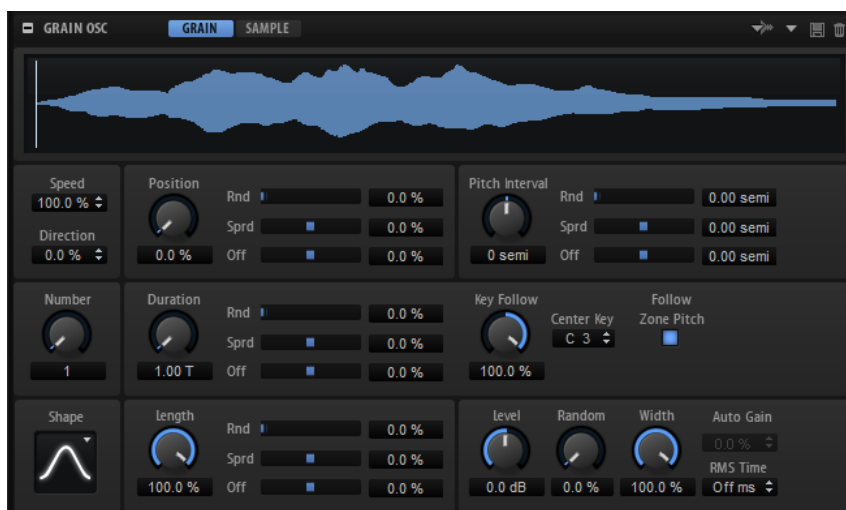 GRAIN OSC GRAIN SAMPLE
Speed Position Pitch Interval
100.0 % Rnd 0.0 % Rnd 0.00 semi
Direction Sprd 0.0 % Sprd 0.00 semi
0.0 % 0.0 % Off 0.0 % 0 semi Off 0.00 semi
Number Duration Key Follow Follow
Rnd 0.0 % Center Key Zone Pitch
Sprd 0.0 % C 3
1 1.00 T Off 0.0 % 100.0 %
Shape Length Level Random Width Auto Gain
Rnd 0.0 % 0.0 %
Sprd 0.0 % RMS Time
100.0 % Off 0.0 % 0.0 dB 0.0 % 100.0 % Off ms